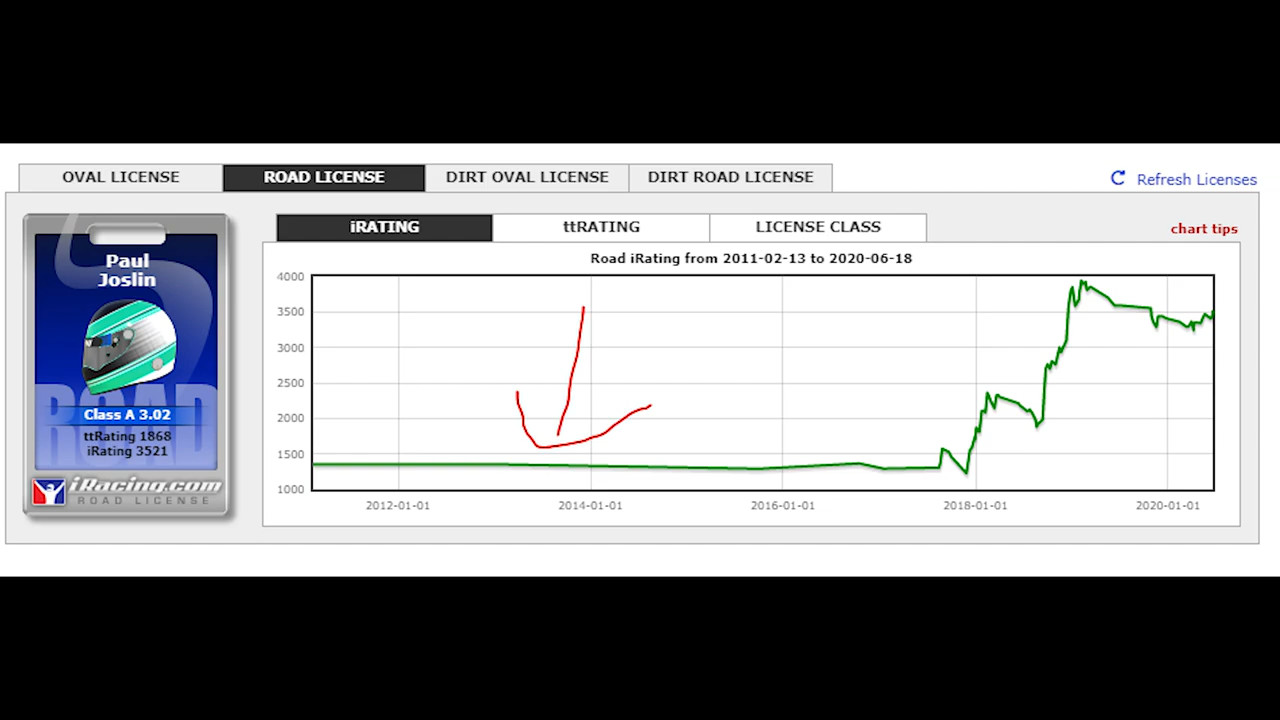 OVAL LICENSE ROAD LICENSE DIRT OVAL LICENSE DIRT ROAD LICENSE
Refresh Licenses
Paul
Joslin
ROAD
Class A 3.02
ttRating 1868
iRating 3521
iRacing.com
ROAD LICENSE
iRATING ttRATING LICENSE CLASS
chart tips
Road iRating from 2011-02-13 to 2020-06-18
4000
3500
3000
2500
2000
1500
1000
2012-01-01 2014-01-01 2016-01-01 2018-01-01 2020-01-01